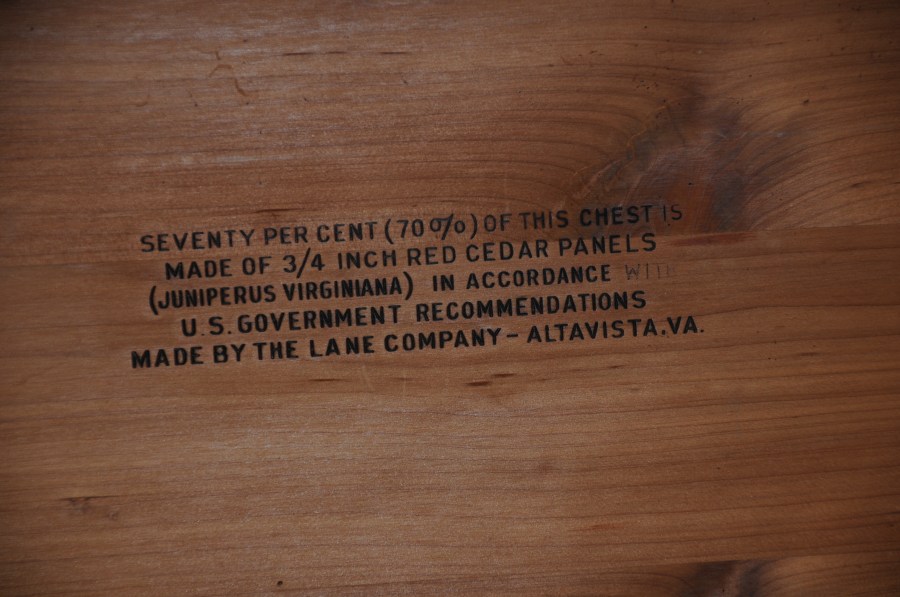 SEVENTY PER CENT (70%) OF THIS CHEST IS
MADE OF 3/4 INCH RED CEDAR PANELS
(JUNIPERUS VIRGINIANA) IN ACCORDANCE WITH
U.S. GOVERNMENT RECOMMENDATIONS
MADE BY THE LANE COMPANY – ALTAVISTA, VA.